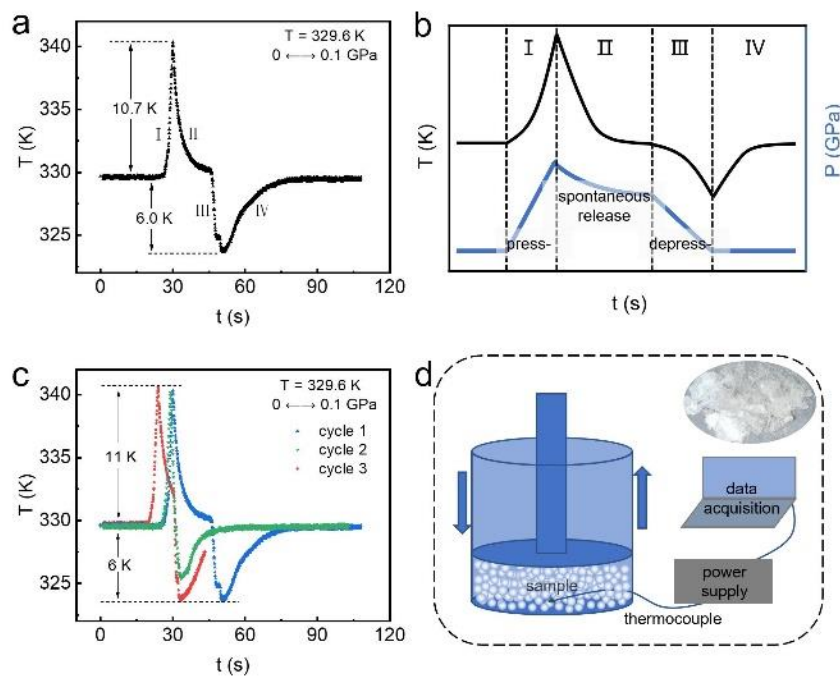 a
T = 329.6 K
0 ⟷ 0.1 GPa
340
335
330
325
10.7 K
6.0 K
I
II
III
IV
T (K)
0
30
60
90
120
t (s)
b
I
II
III
IV
T (K)
P (GPa)
press-
spontaneous
release
depress-
t (s)
c
T = 329.6 K
0 ⟷ 0.1 GPa
cycle 1
cycle 2
cycle 3
340
335
330
325
11 K
6 K
T (K)
0
30
60
90
120
t (s)
d
data
acquisition
power
supply
sample
thermocouple